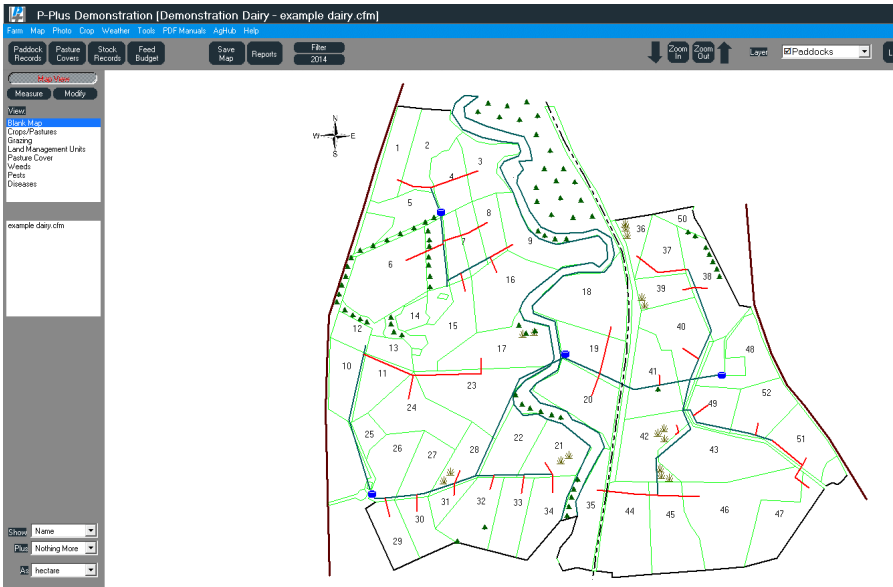 P-Plus Demonstration [Demonstration Dairy - example dairy.cfm]
Farm Map Photo Crop Weather Tools PDF Manuals AgHub Help
Paddock Records
Pasture Covers
Stock Records
Feed Budget
Save Map
Reports
Filter
2014
Zoom In
Zoom Out
Layer
Paddocks
L
Map View
Measure Modify
View
Blank Map
Crops/Pastures
Grazing
Land Management Units
Pasture Cover
Weeds
Pests
Diseases
example dairy.cfm
Show Name
Plus Nothing More
As hectare
N
W E
S
1
2
3
4
5
6
7
8
9
10
11
12
13
14
15
16
17
18
19
20
21
22
23
24
25
26
27
28
29
30
31
32
33
34
35
36
37
38
39
40
41
42
43
44
45
46
47
48
49
50
51
52